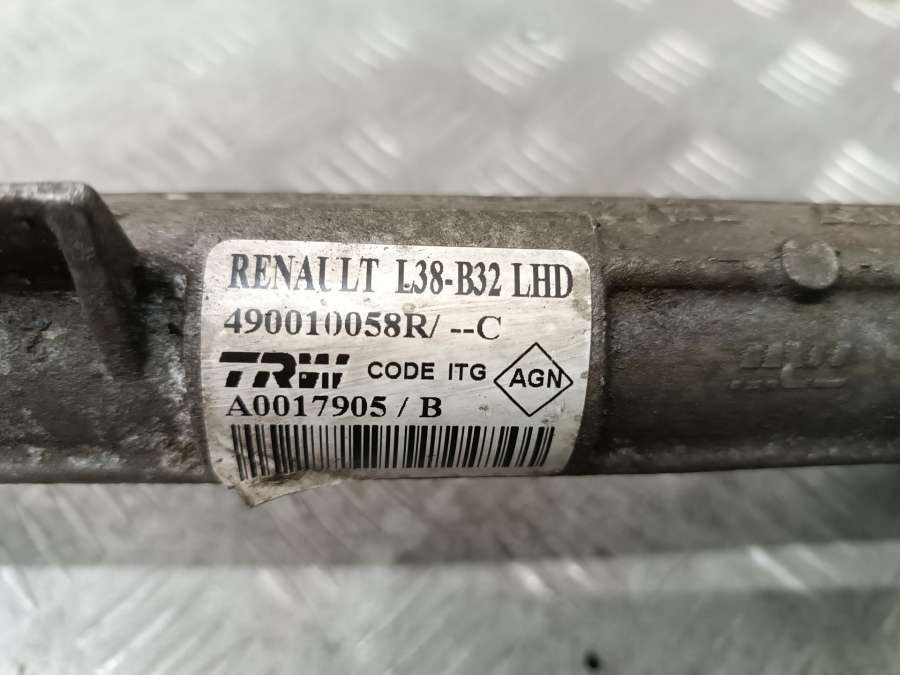 RENAULT L38-B32 LHD
490010058R/ --C
TRW CODE ITG AGN
A0017905 / B